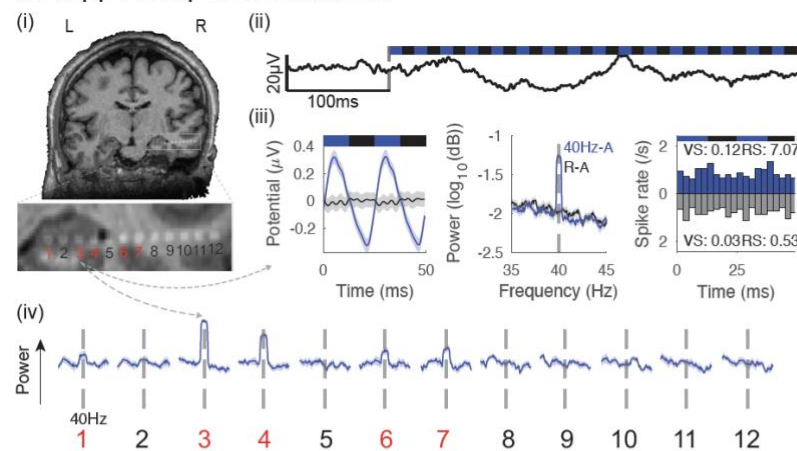 (i)
L R
1 2 3 4 5 6 7 8 9 10 11 12
(ii)
20μV
100ms
(iii)
Potential (μV)
0.4
0.2
0
-0.2
0 50
Time (ms)
Power (log10(dB))
-1
-1.5
-2
-2.5
40Hz-A
R-A
35 40 45
Frequency (Hz)
Spike rate (/s)
2
0
2
VS: 0.12 RS: 7.07
VS: 0.03 RS: 0.53
0 25
Time (ms)
(iv)
Power
40Hz
1 2 3 4 5 6 7 8 9 10 11 12